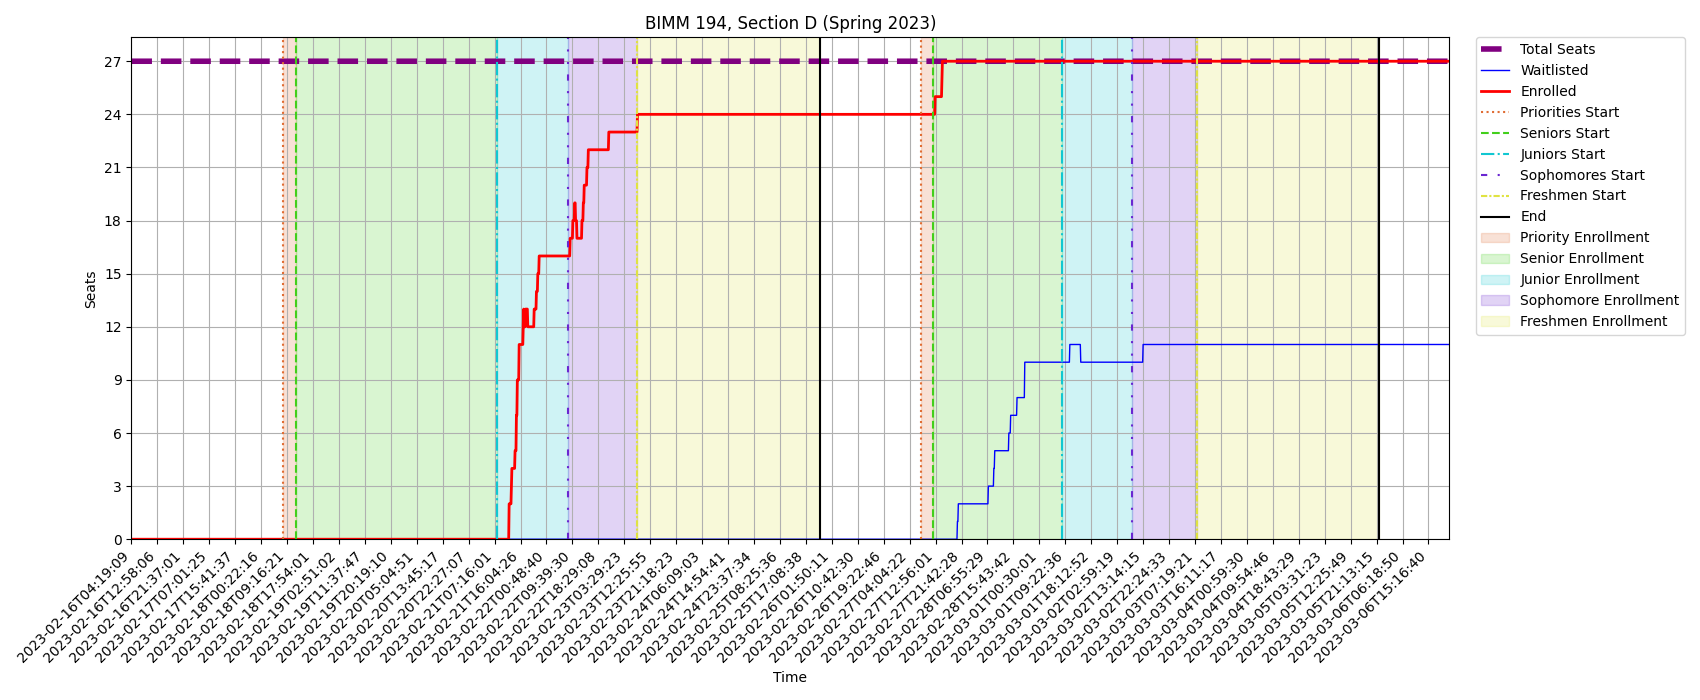 BIMM 194, Section D (Spring 2023)
Seats
27
24
21
18
15
12
9
6
3
0
2023-02-16T04:19:09
2023-02-16T12:58:06
2023-02-16T21:37:01
2023-02-17T07:01:25
2023-02-17T15:41:37
2023-02-18T00:22:16
2023-02-18T09:16:21
2023-02-18T17:54:01
2023-02-19T02:51:02
2023-02-19T11:37:47
2023-02-19T20:19:10
2023-02-20T05:04:51
2023-02-20T13:45:17
2023-02-20T22:27:07
2023-02-21T07:16:01
2023-02-21T16:04:26
2023-02-22T00:48:40
2023-02-22T09:39:30
2023-02-22T18:29:08
2023-02-23T03:29:23
2023-02-23T12:25:55
2023-02-23T21:18:23
2023-02-24T06:09:03
2023-02-24T14:54:41
2023-02-24T23:37:34
2023-02-25T08:25:36
2023-02-25T17:08:38
2023-02-26T01:50:11
2023-02-26T10:42:30
2023-02-26T19:22:46
2023-02-27T04:04:22
2023-02-27T12:56:01
2023-02-27T21:42:28
2023-02-28T06:55:29
2023-02-28T15:43:42
2023-03-01T00:30:01
2023-03-01T09:22:36
2023-03-01T18:12:52
2023-03-02T02:59:19
2023-03-02T13:14:15
2023-03-02T22:24:33
2023-03-03T07:19:21
2023-03-03T16:11:17
2023-03-04T00:59:30
2023-03-04T09:54:46
2023-03-04T18:43:29
2023-03-05T03:31:23
2023-03-05T12:25:49
2023-03-05T21:13:15
2023-03-06T06:18:50
2023-03-06T15:16:40
Time
Total Seats
Waitlisted
Enrolled
Priorities Start
Seniors Start
Juniors Start
Sophomores Start
Freshmen Start
End
Priority Enrollment
Senior Enrollment
Junior Enrollment
Sophomore Enrollment
Freshmen Enrollment